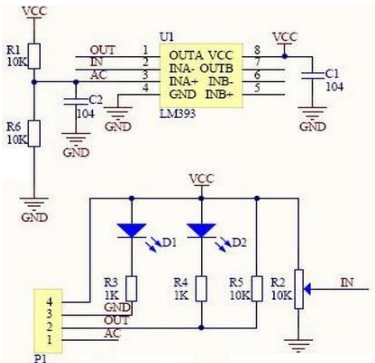 VCC
U1
R1
10K
OUT 1 OUTA VCC 8 VCC
IN 2 INA- OUTB 7
AC 3 INA+ INB- 6
4 GND INB+ 5
C1
104
C2
104
LM393
GND
GND
R6
10K
GND
GND
VCC
D1
D2
R3
1K
R4
1K
R5
10K
R2
10K
IN
4
3 GND
2 OUT
1 AC
P1